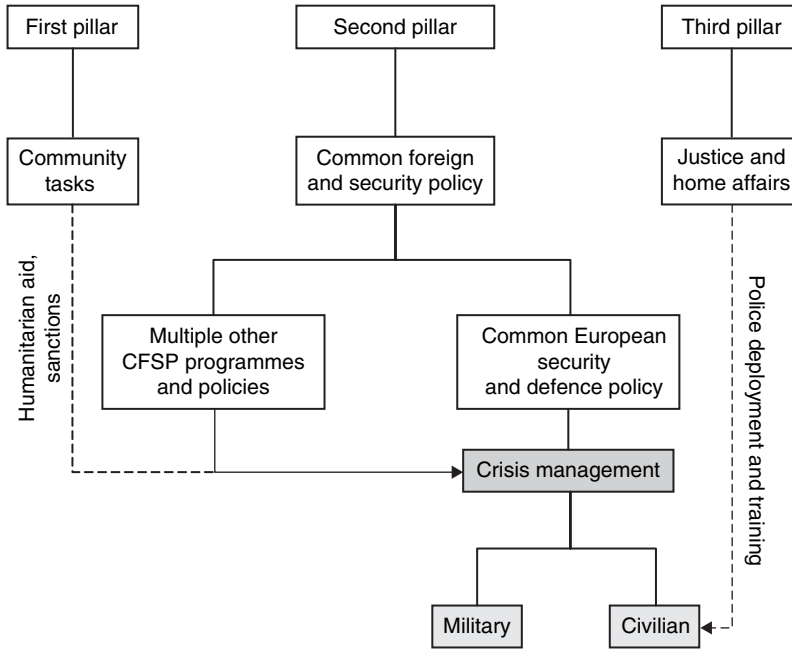 First pillar
Second pillar
Third pillar
Community
tasks
Common foreign
and security policy
Justice and
home affairs
Humanitarian aid,
sanctions
Multiple other
CFSP programmes
and policies
Common European
security
and defence policy
Police deployment and training
Crisis management
Military
Civilian